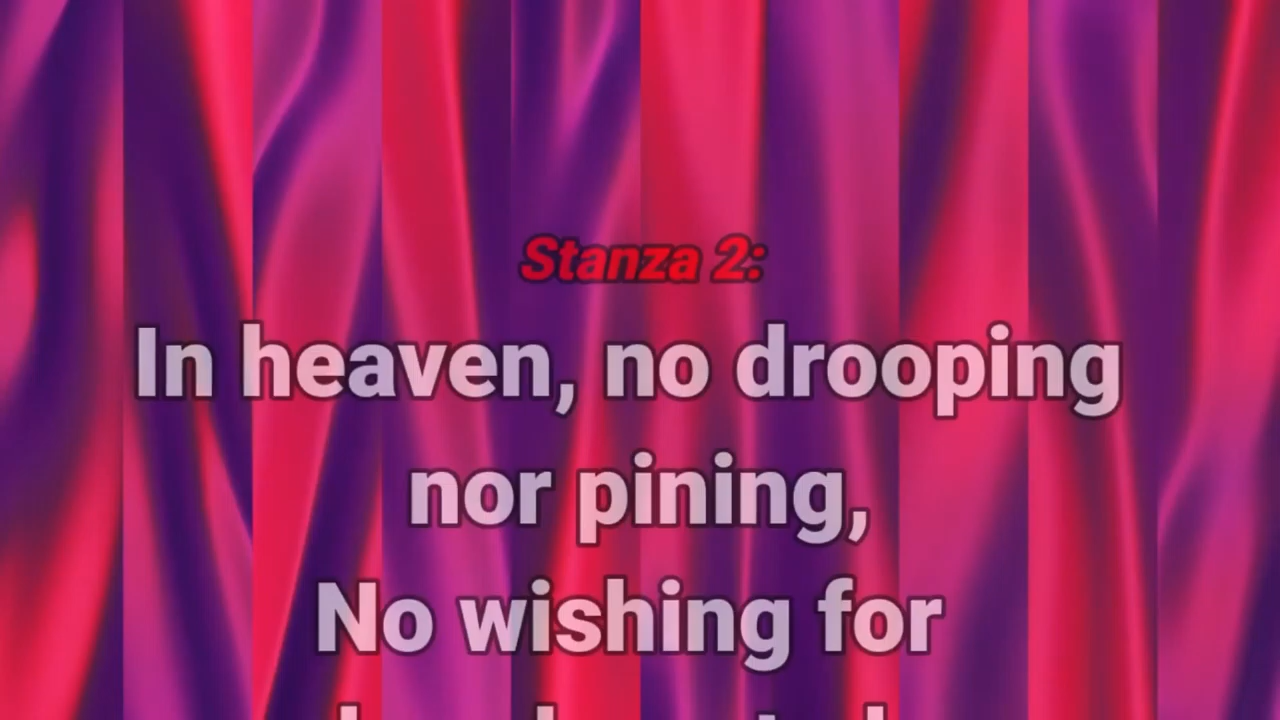 Stanza 2:
In heaven, no drooping
nor pining,
No wishing for